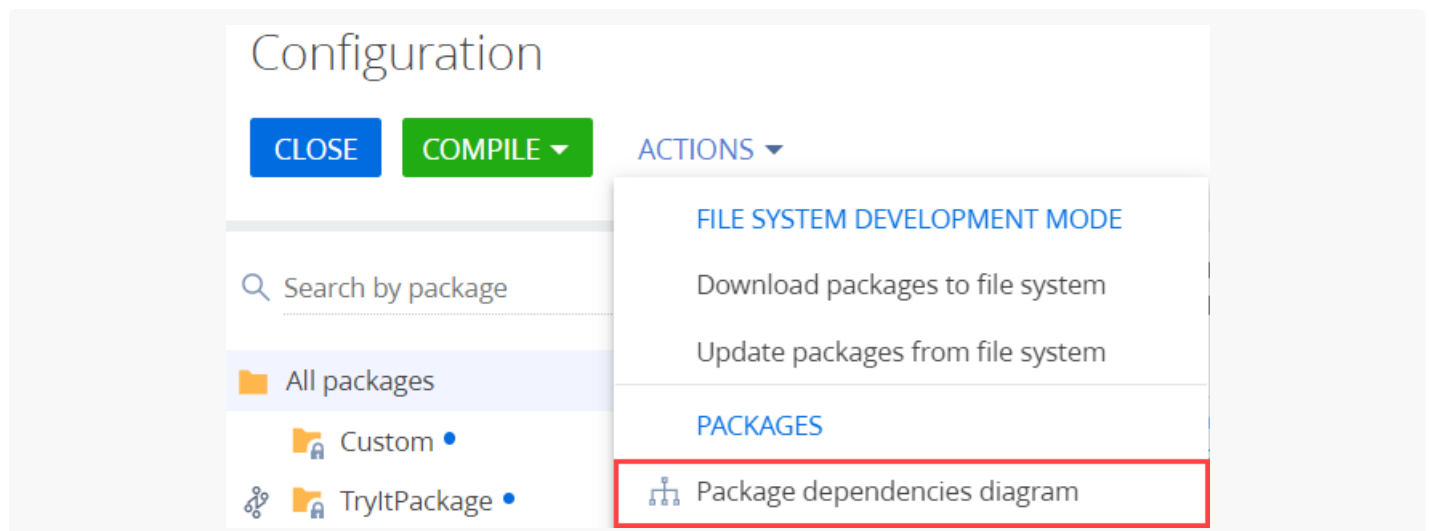 Configuration
CLOSE
COMPILE
ACTIONS
FILE SYSTEM DEVELOPMENT MODE
Search by package
Download packages to file system
Update packages from file system
All packages
PACKAGES
Custom
TryItPackage
Package dependencies diagram